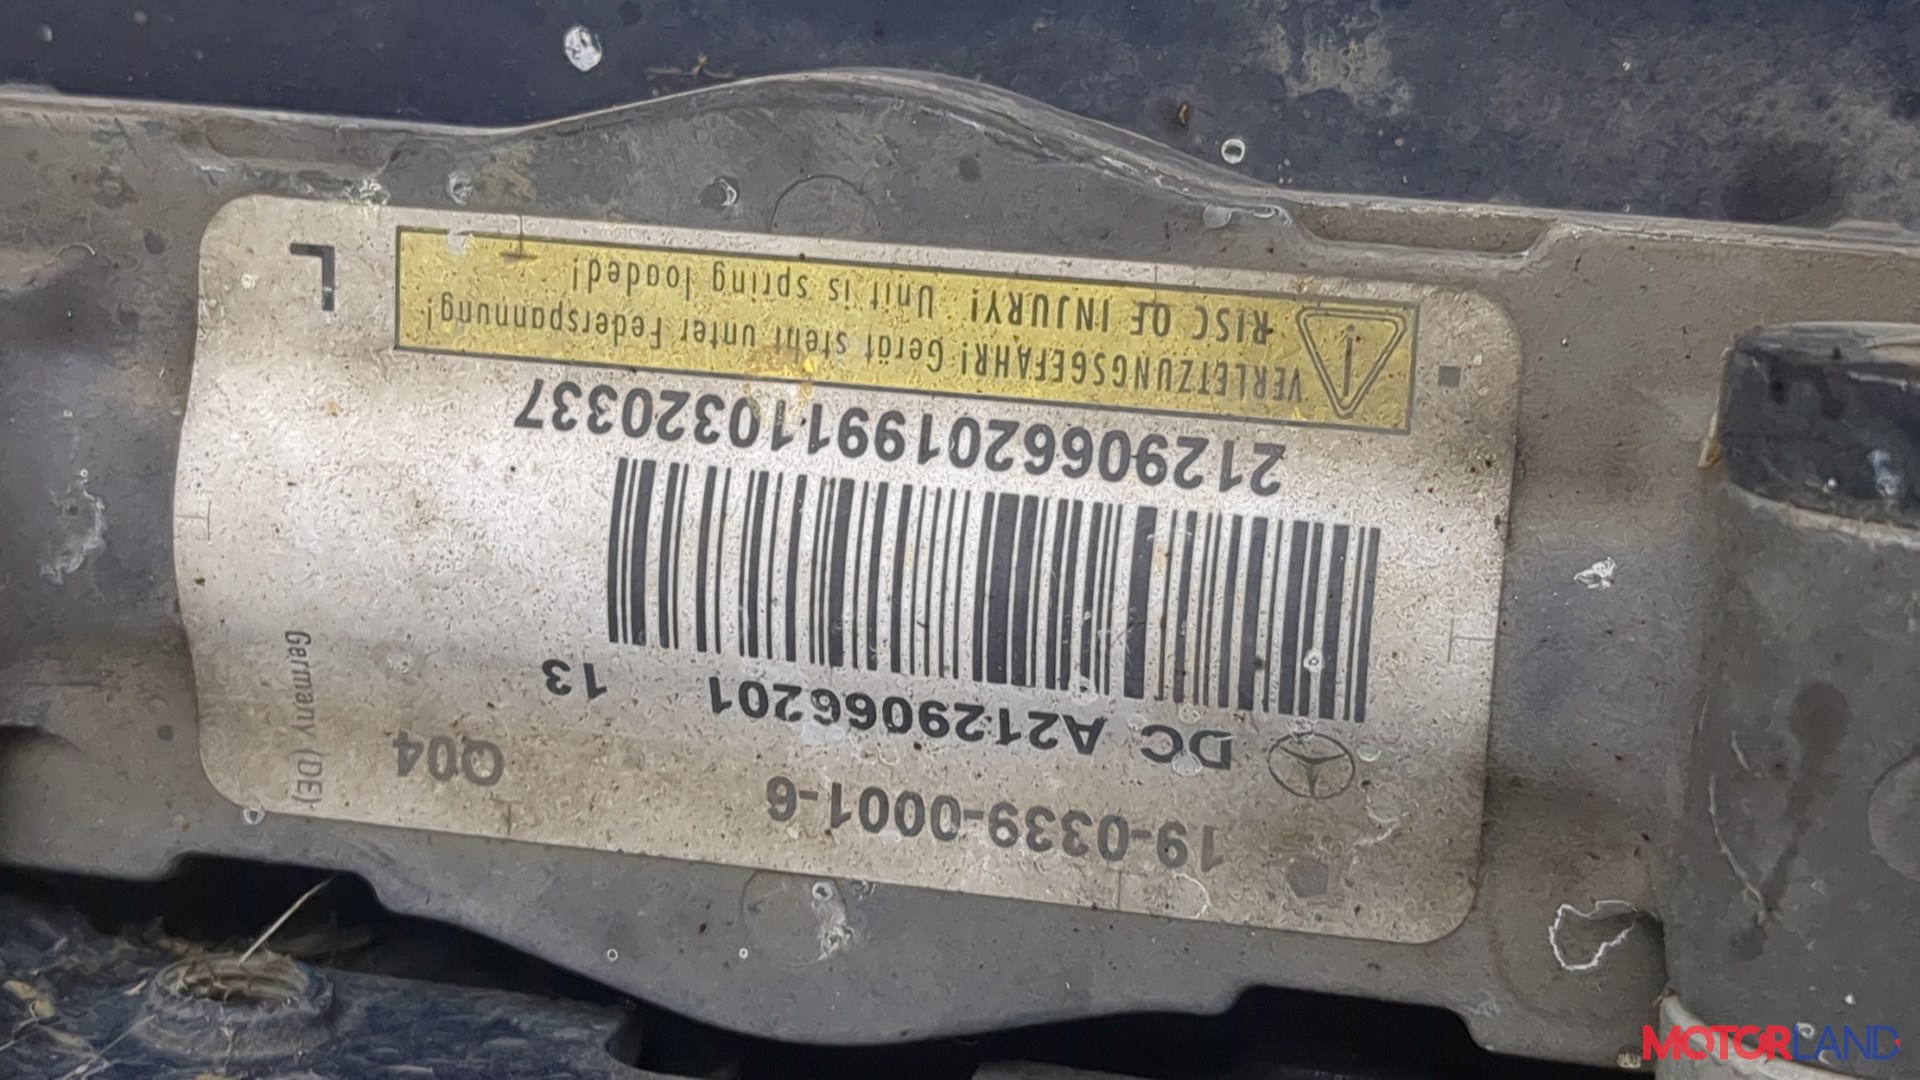 19-0339-0001-6 Q04
DC A2129066201 13
212906620199110320337
VERLETZUNGSGEFAHR! Gerät steht unter Federspannung!
RISC OF INJURY! Unit is spring loaded!
L
Germany (DE)
MOTORLAND